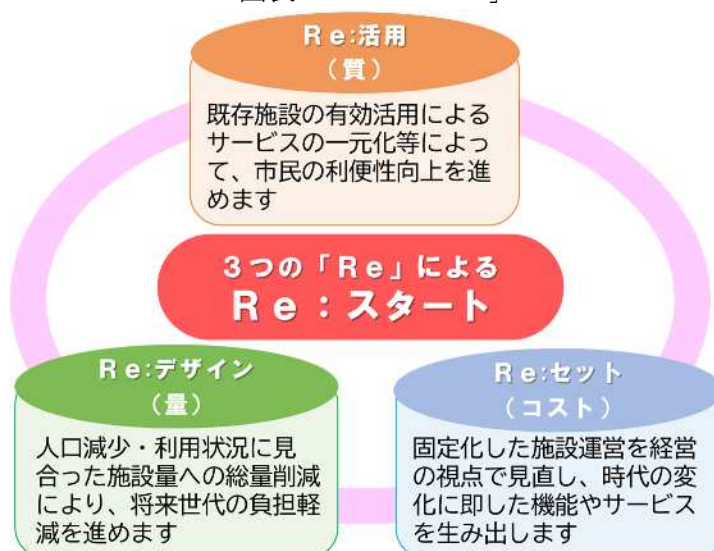 Re:活用
(質)
既存施設の有効活用による
サービスの一元化等によっ
て、市民の利便性向上を進
めます
3つの「Re」による
Re:スタート
Re:デザイン
(量)
人口減少・利用状況に見
合った施設量への総量削減
により、将来世代の負担軽
減を進めます
Re:セット
(コスト)
固定化した施設運営を経営
の視点で見直し、時代の変
化に即した機能やサービス
を生み出します